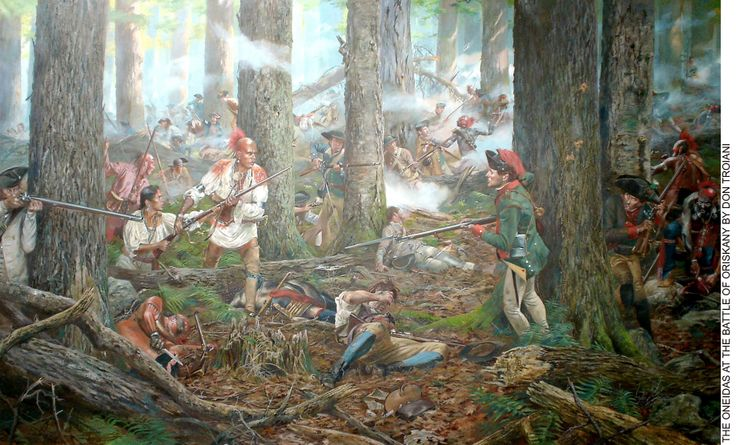 THE ONEIDAS AT THE BATTLE OF ORISKANY BY DON TROIANI